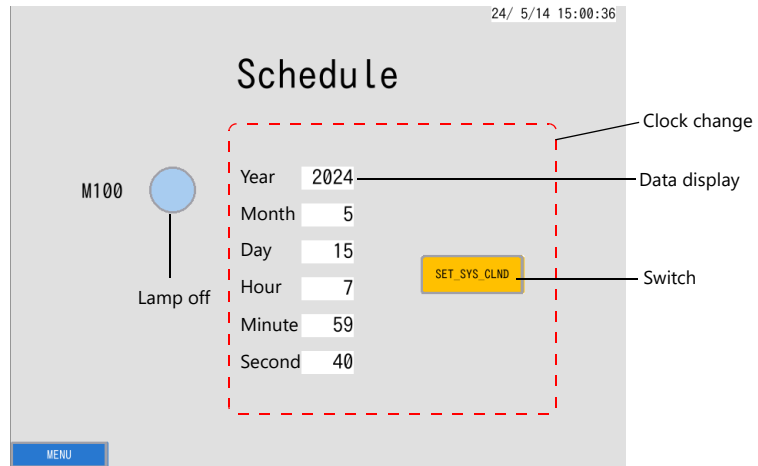 24/ 5/14 15:00:36
Schedule
Clock change
Year 2024
Data display
M100
Month 5
Day 15
SET_SYS_CLND
Switch
Hour 7
Lamp off
Minute 59
Second 40
MENU